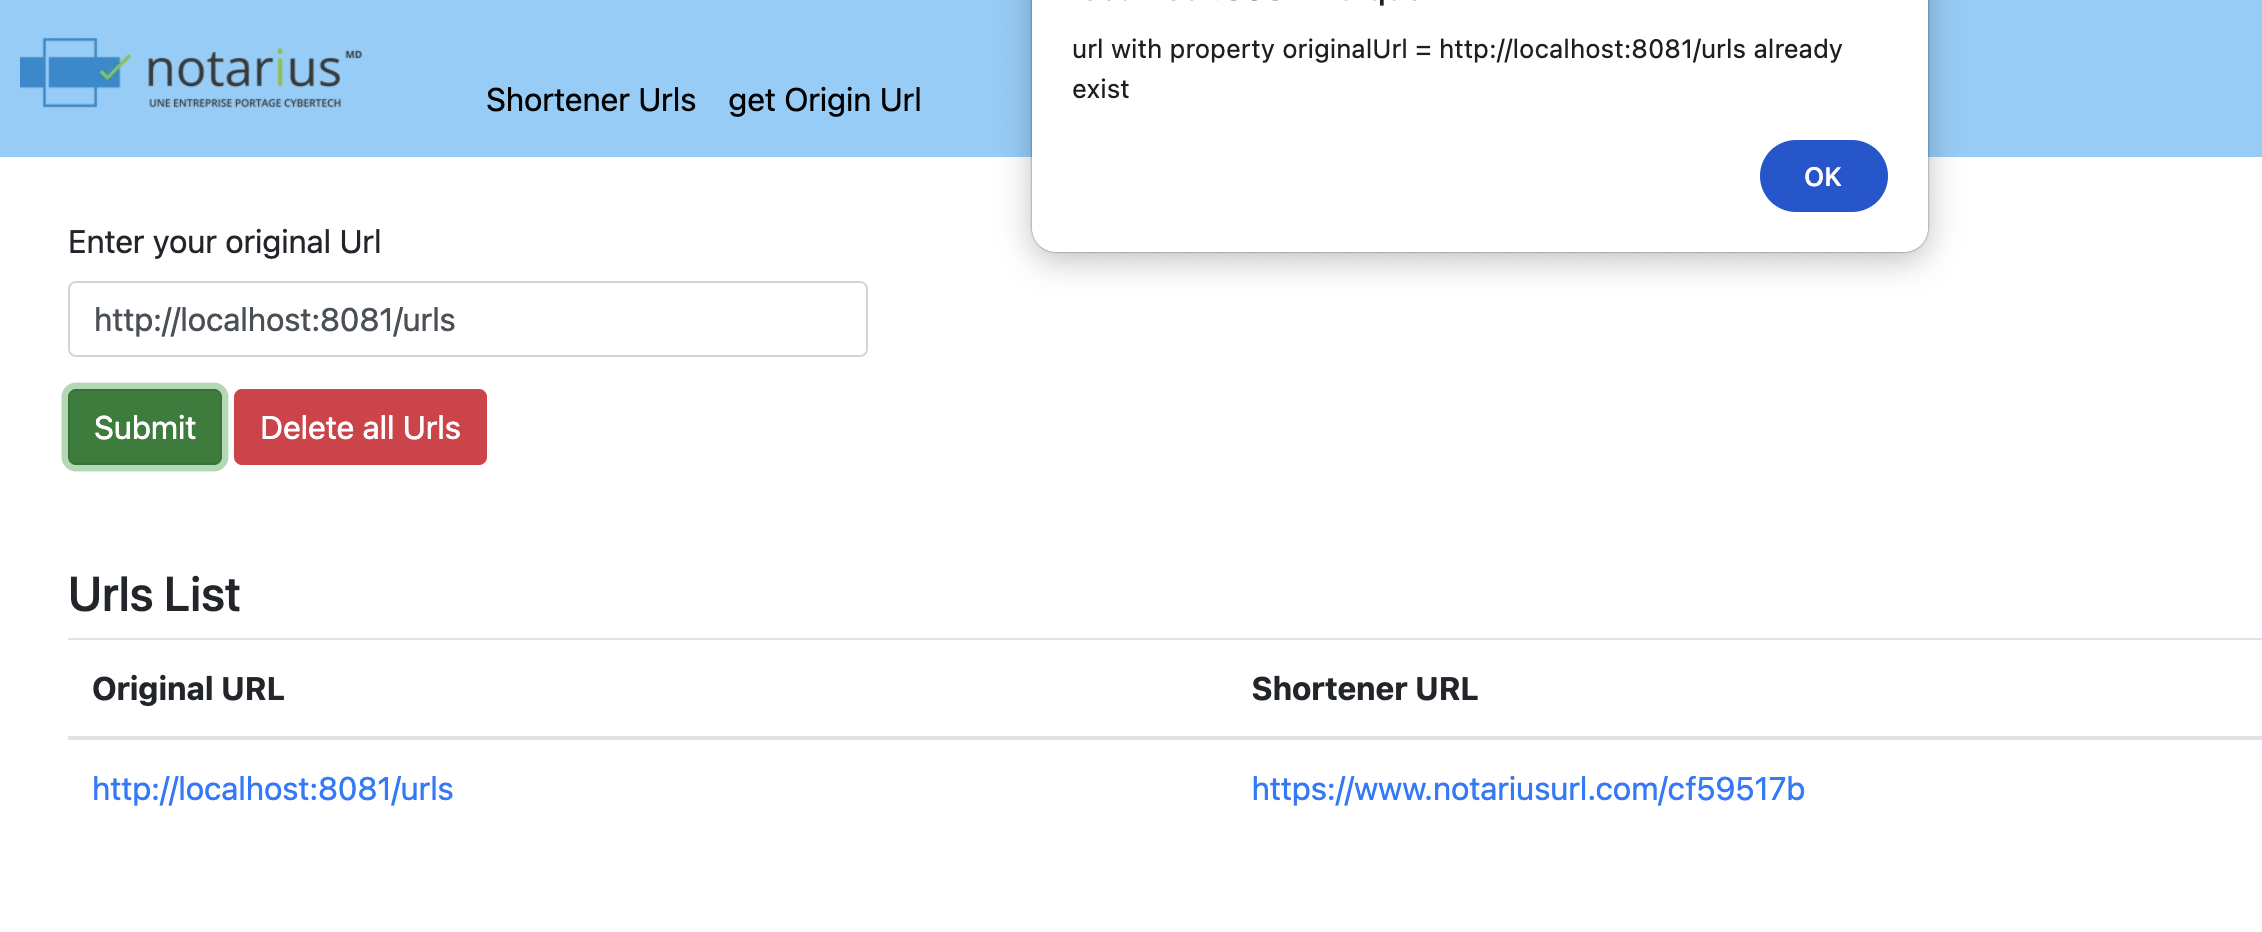 notarius MD
UNE ENTREPRISE PORTAGE CYBERTECH
Shortener Urls get Origin Url
url with property originalUrl = http://localhost:8081/urls already
exist
OK
Enter your original Url
http://localhost:8081/urls
Submit Delete all Urls
Urls List
Original URL Shortener URL
http://localhost:8081/urls https://www.notariusurl.com/cf59517b